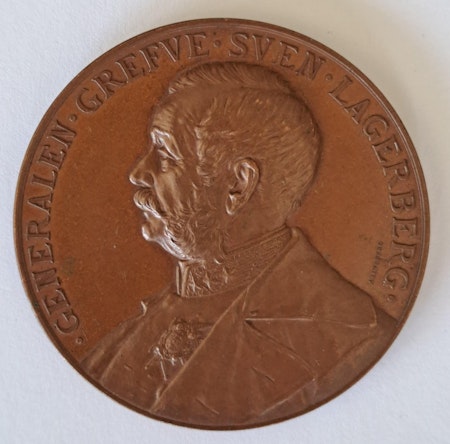 · GENERALEN · GREFVE · SVEN · LAGERBERG ·